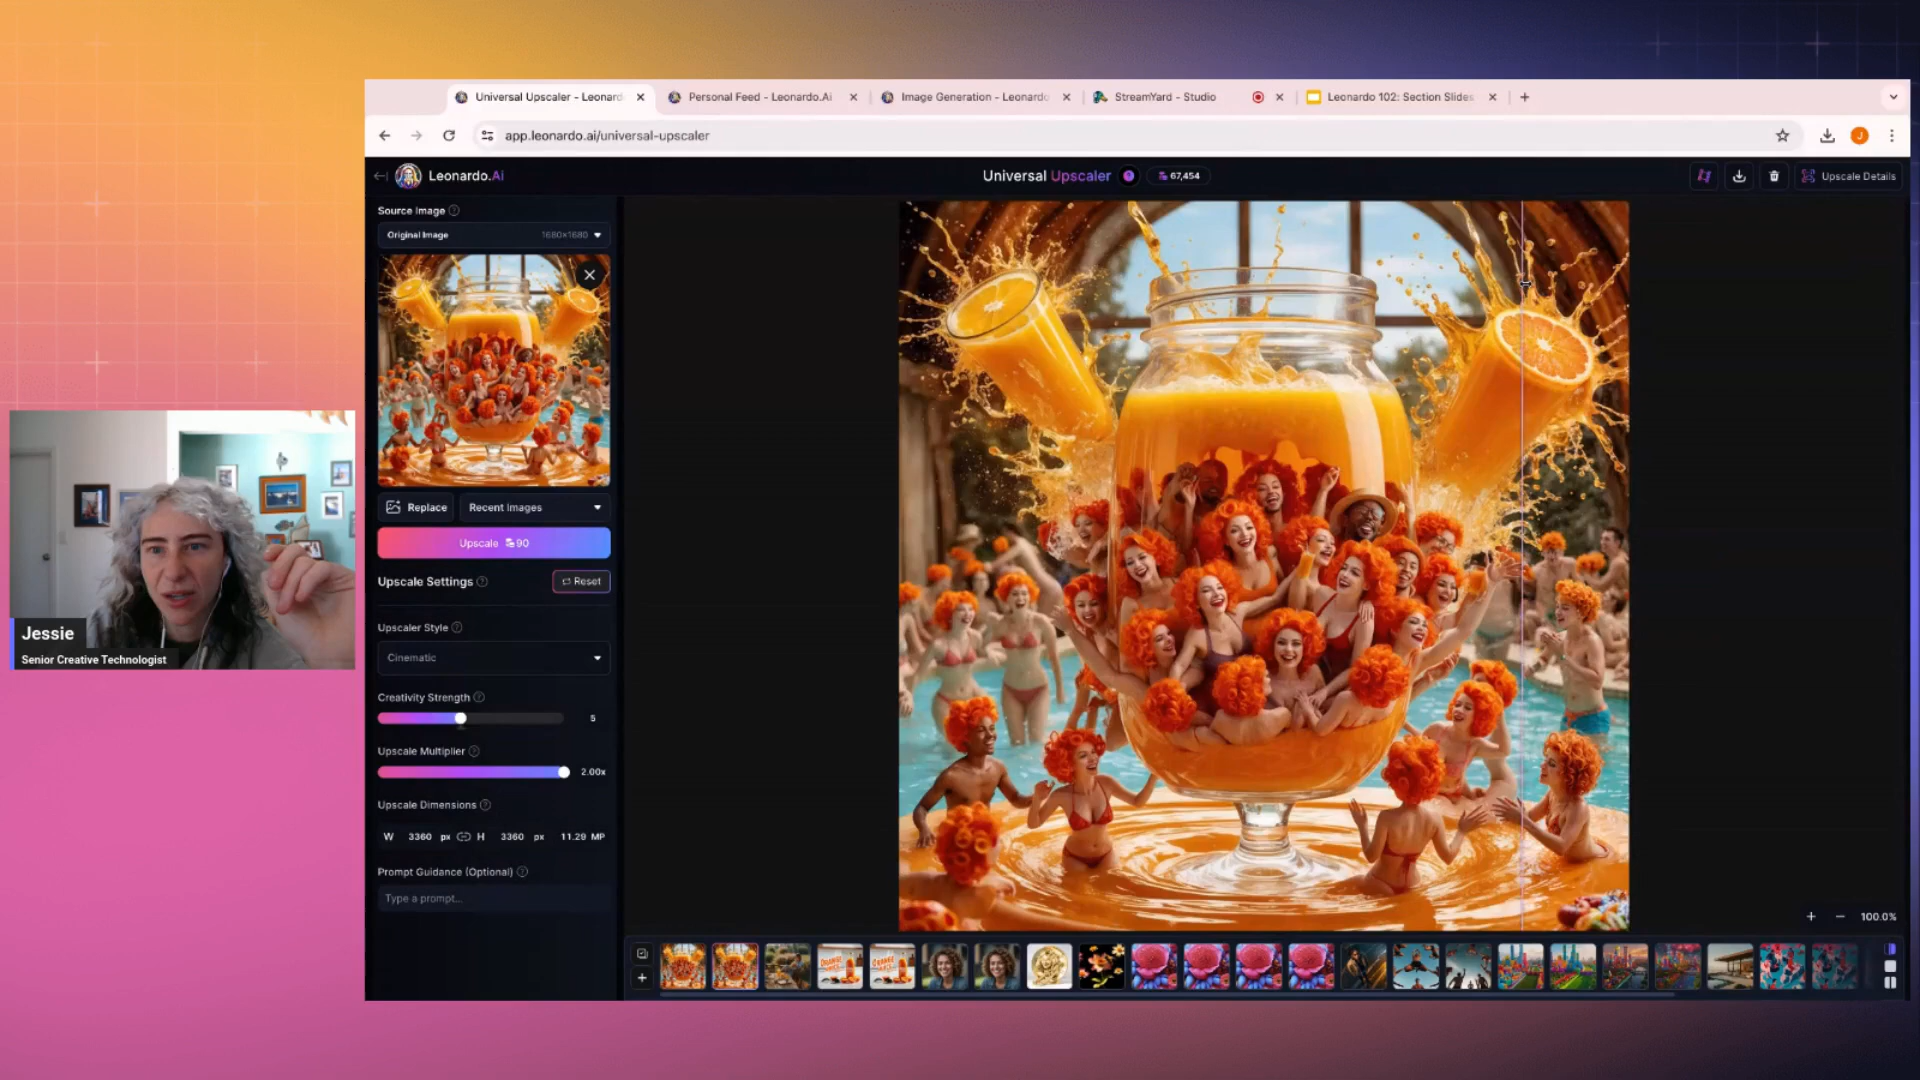 Universal Upscaler - Leonard
Personal Feed - Leonardo.Ai
Image Generation - Leonardo
StreamYard - Studio
Leonardo 102: Section Slides
app.leonardo.ai/universal-upscaler
J
Leonardo.Ai
Universal Upscaler
67,454
Upscale Details
Source Image
Original Image 1680×1680
Replace
Recent Images
Upscale 90
Upscale Settings
Reset
Upscaler Style
Cinematic
Creativity Strength
5
Upscale Multiplier
2.00x
Upscale Dimensions
W 3360 px H 3360 px 11.29 MP
Prompt Guidance (Optional)
Type a prompt...
100.0%
Jessie
Senior Creative Technologist